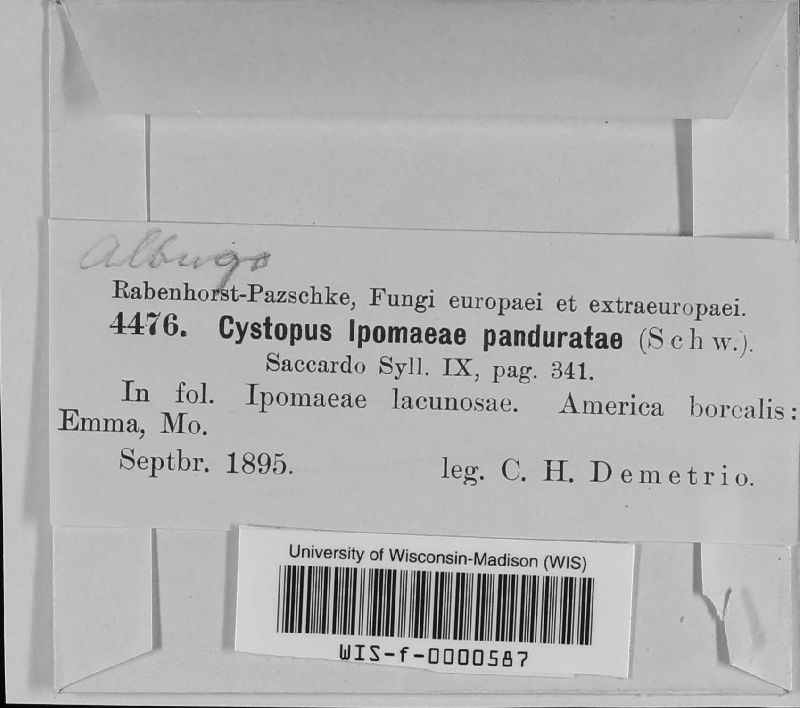 Albugo
Rabenhorst-Pazschke, Fungi europaei et extraeuropaei.
4476. Cystopus Ipomaeae panduratae (Schw.).
Saccardo Syll. IX, pag. 341.
In fol. Ipomaeae lacunosae. America borealis:
Emma, Mo.
Septbr. 1895. leg. C. H. Demetrio.
University of Wisconsin-Madison (WIS)
WIS-f-0000587